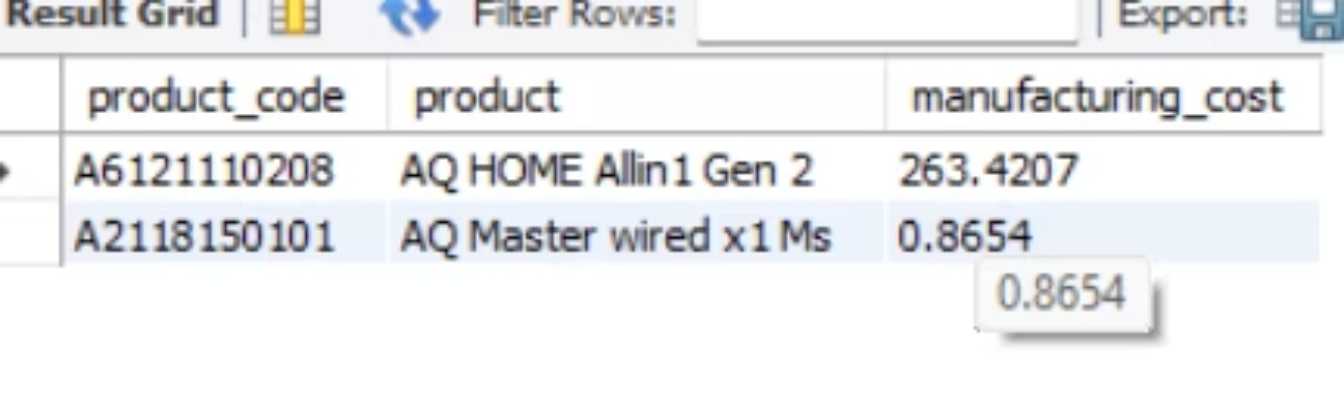 Result Grid Filter Rows: Export:
product_code product manufacturing_cost
A6121110208 AQ HOME Allin1 Gen 2 263.4207
A2118150101 AQ Master wired x1 Ms 0.8654
0.8654